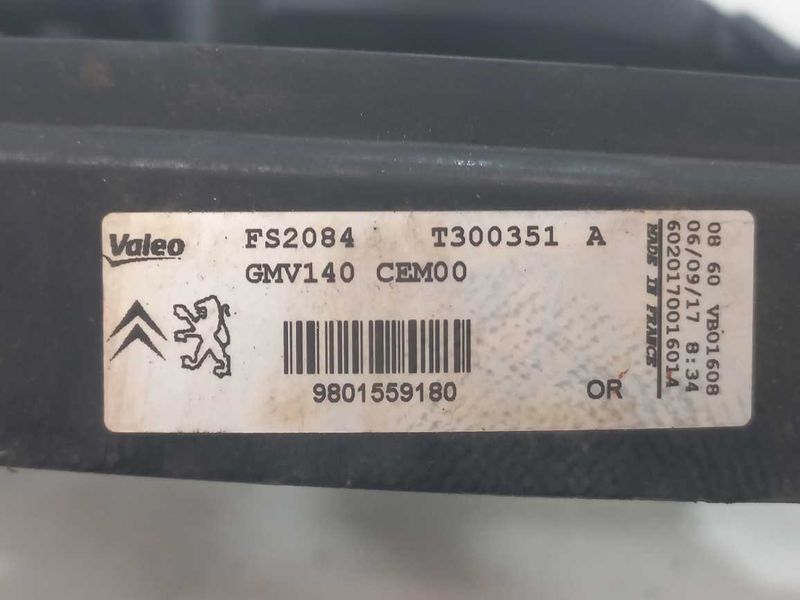 Valeo FS2084 T300351 A
GMV140 CEM00
9801559180 OR
08 60 VB01608
06/09/17 8:34
6020170016014
MADE IN FRANCE